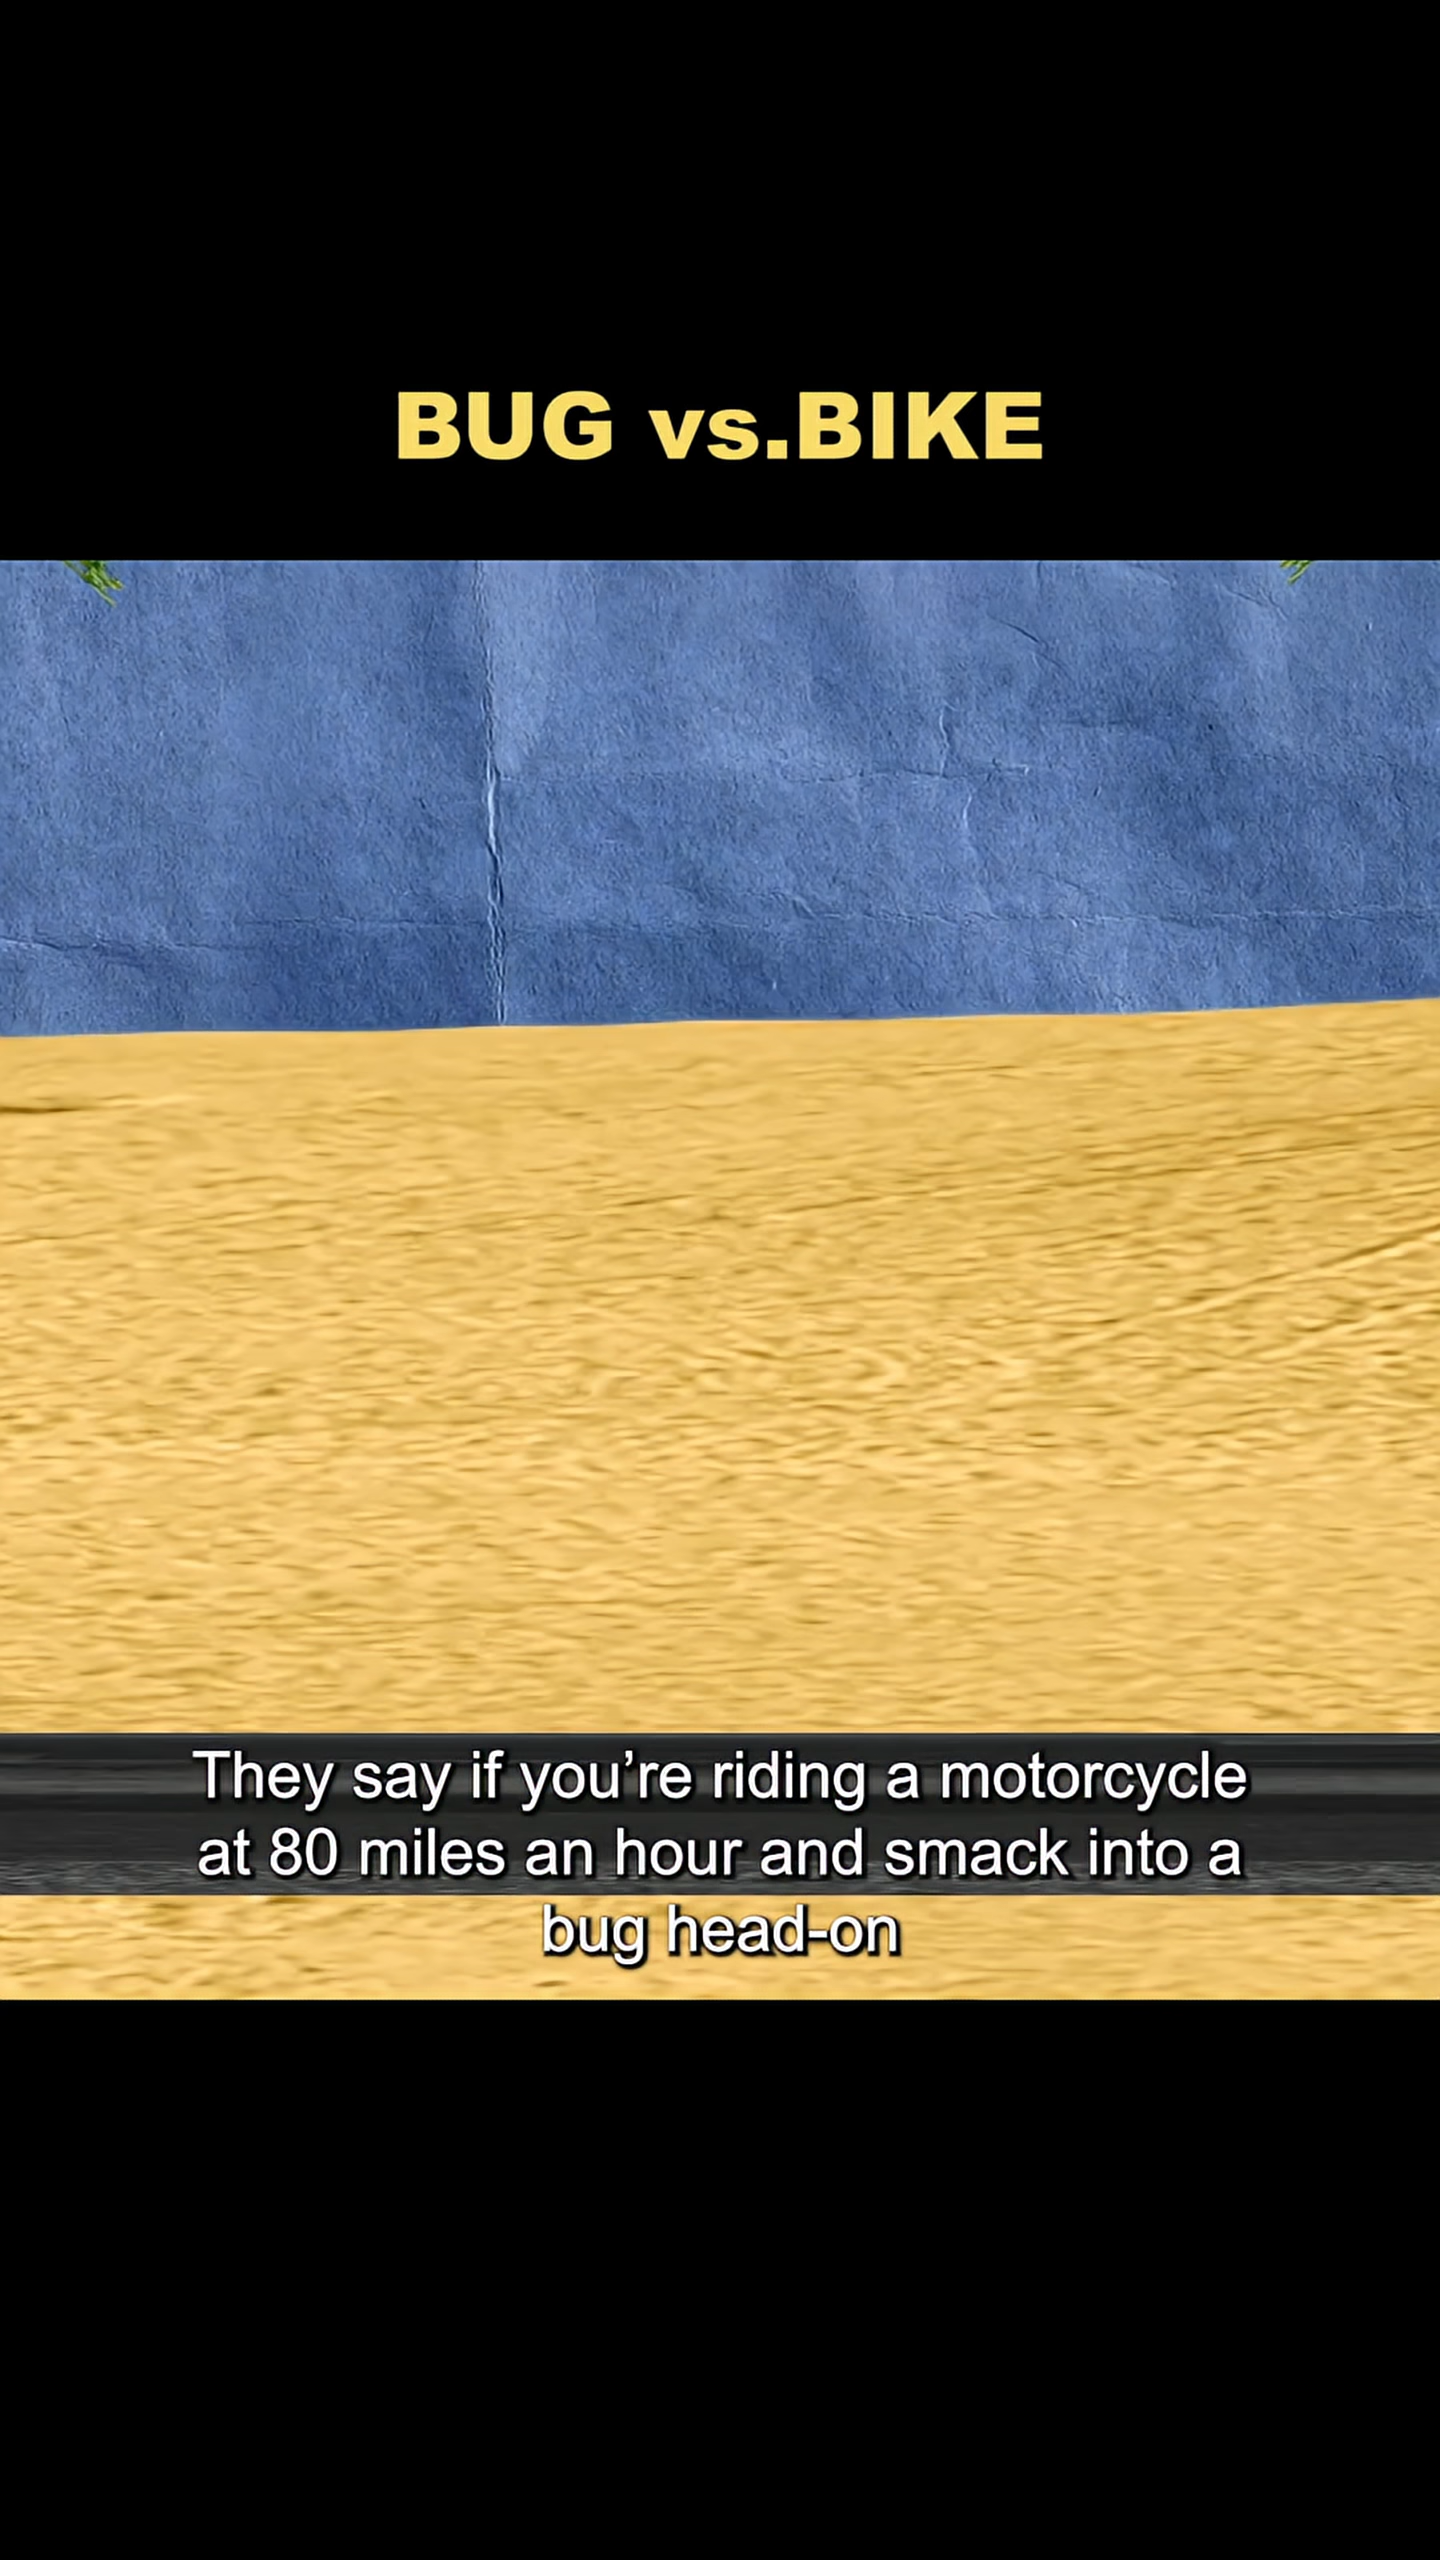 BUG vs.BIKE
They say if you’re riding a motorcycle
at 80 miles an hour and smack into a
bug head-on